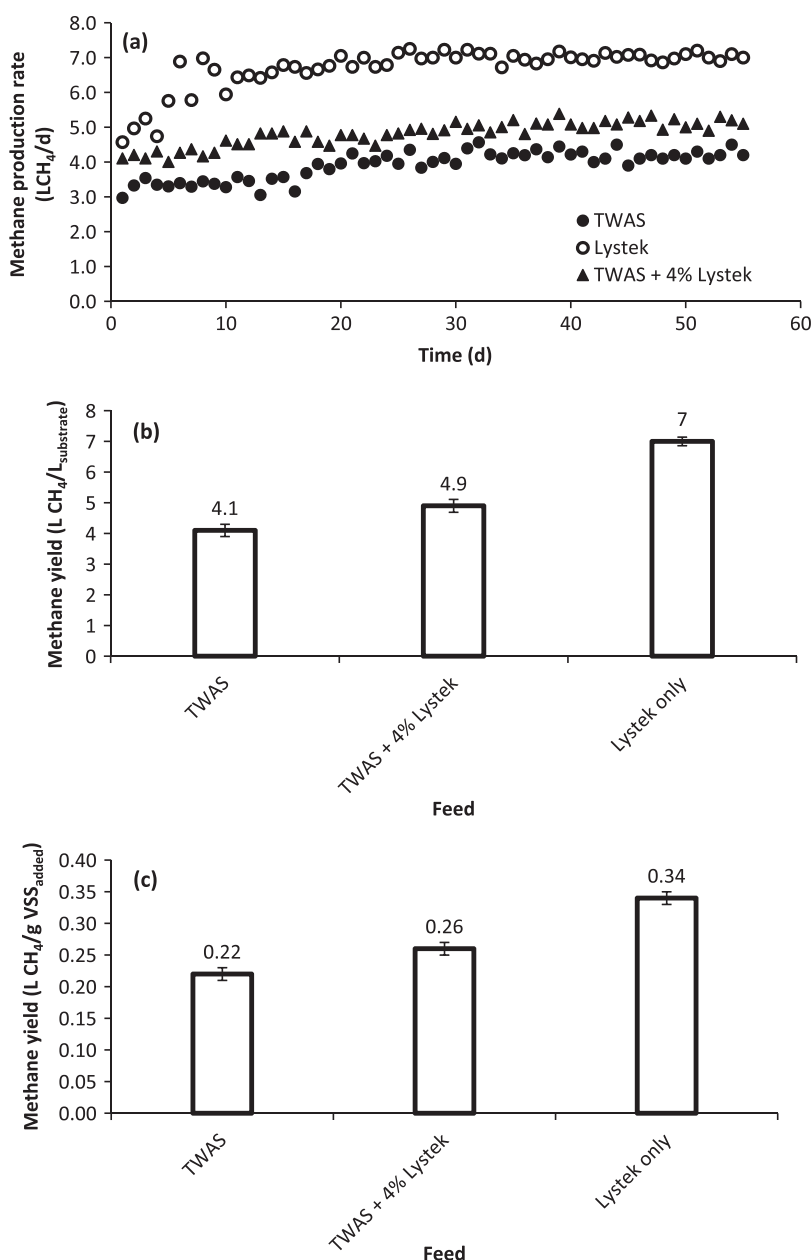 (a)
Methane production rate
(LCH4/d)
8.0
7.0
6.0
5.0
4.0
3.0
2.0
1.0
0.0
TWAS
Lystek
TWAS + 4% Lystek
0 10 20 30 40 50 60
Time (d)
(b)
Methane yield (L CH4/Lsubstrate)
8
7
6
5
4
3
2
1
0
4.1
4.9
7
TWAS
TWAS + 4% Lystek
Lystek only
Feed
(c)
Methane yield (L CH4/g VSSadded)
0.40
0.35
0.30
0.25
0.20
0.15
0.10
0.05
0.00
0.22
0.26
0.34
TWAS
TWAS + 4% Lystek
Lystek only
Feed